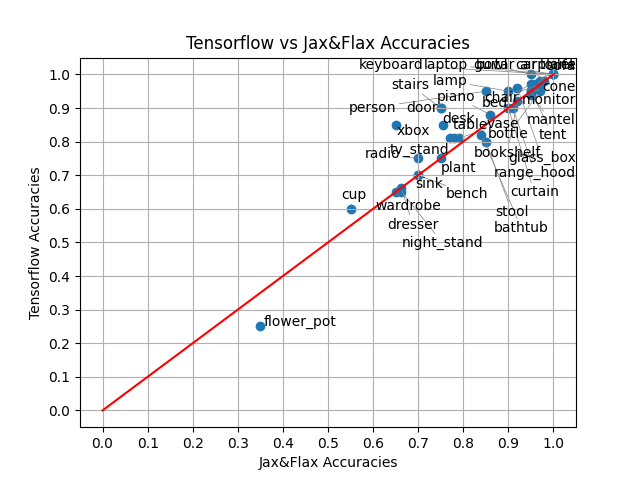 Tensorflow vs Jax&Flax Accuracies
Tensorflow Accuracies
1.0
0.9
0.8
0.7
0.6
0.5
0.4
0.3
0.2
0.1
0.0
keyboard laptop
guitar
airplane
stairs
lamp
cone
person
door
piano
chair
bed
monitor
desk
table
vase
mantel
xbox
bottle
tent
radio
tv_stand
bookshelf
glass_box
plant
range_hood
sink
bench
curtain
cup
wardrobe
stool
dresser
bathtub
night_stand
flower_pot
0.0 0.1 0.2 0.3 0.4 0.5 0.6 0.7 0.8 0.9 1.0
Jax&Flax Accuracies